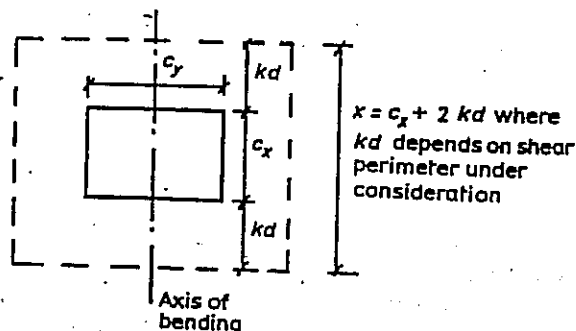 c_y
kd
c_x
kd
x = c_x + 2 kd where
kd depends on shear
perimeter under
consideration
Axis of
bending